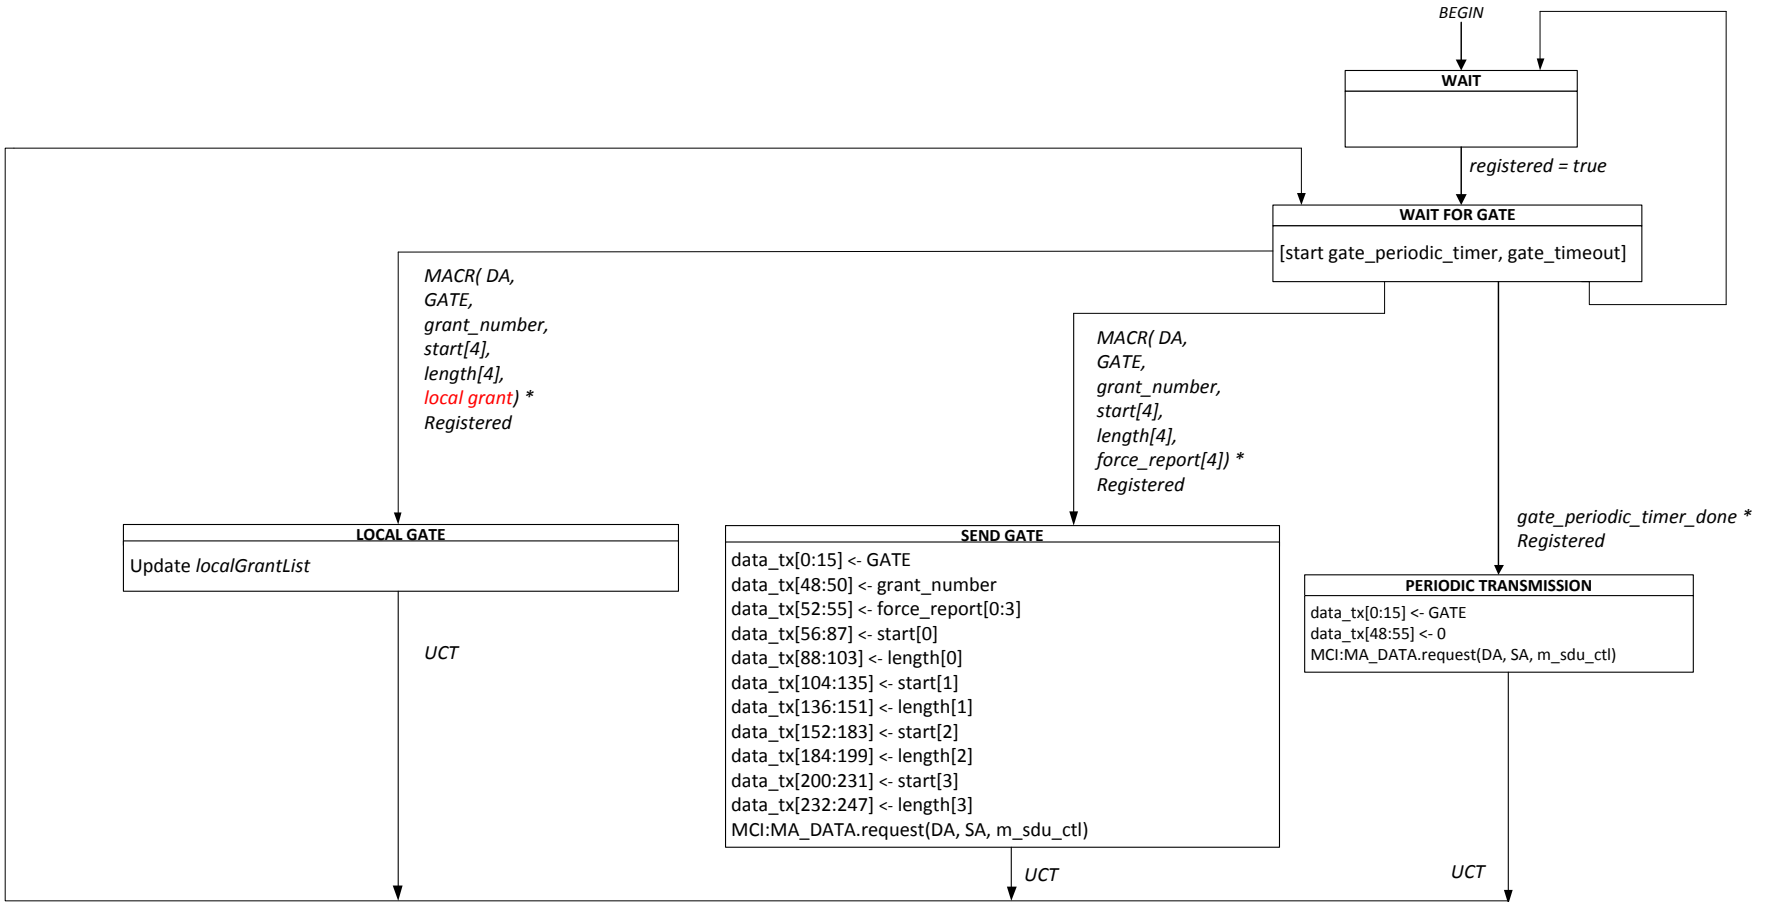 BEGIN
WAIT
registered = true
WAIT FOR GATE
[start gate_periodic_timer, gate_timeout]
MACR( DA,
GATE,
grant_number,
start[4],
length[4],
local grant) *
Registered
MACR( DA,
GATE,
grant_number,
start[4],
length[4],
force_report[4]) *
Registered
gate_periodic_timer_done *
Registered
LOCAL GATE
Update localGrantList
UCT
SEND GATE
data_tx[0:15] <- GATE
data_tx[48:50] <- grant_number
data_tx[52:55] <- force_report[0:3]
data_tx[56:87] <- start[0]
data_tx[88:103] <- length[0]
data_tx[104:135] <- start[1]
data_tx[136:151] <- length[1]
data_tx[152:183] <- start[2]
data_tx[184:199] <- length[2]
data_tx[200:231] <- start[3]
data_tx[232:247] <- length[3]
MCI:MA_DATA.request(DA, SA, m_sdu_ctl)
UCT
PERIODIC TRANSMISSION
data_tx[0:15] <- GATE
data_tx[48:55] <- 0
MCI:MA_DATA.request(DA, SA, m_sdu_ctl)
UCT